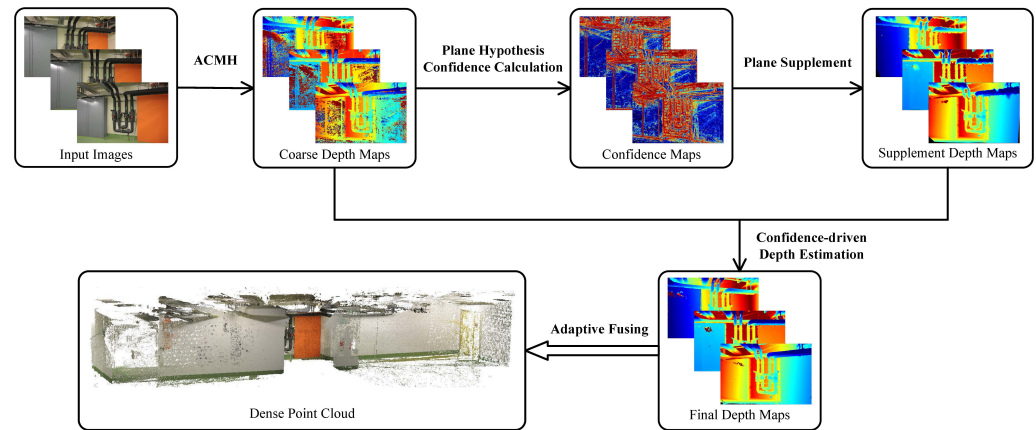 ACMH
Plane Hypothesis
Confidence Calculation
Plane Supplement
Input Images
Coarse Depth Maps
Confidence Maps
Supplement Depth Maps
Confidence-driven
Depth Estimation
Adaptive Fusing
Dense Point Cloud
Final Depth Maps